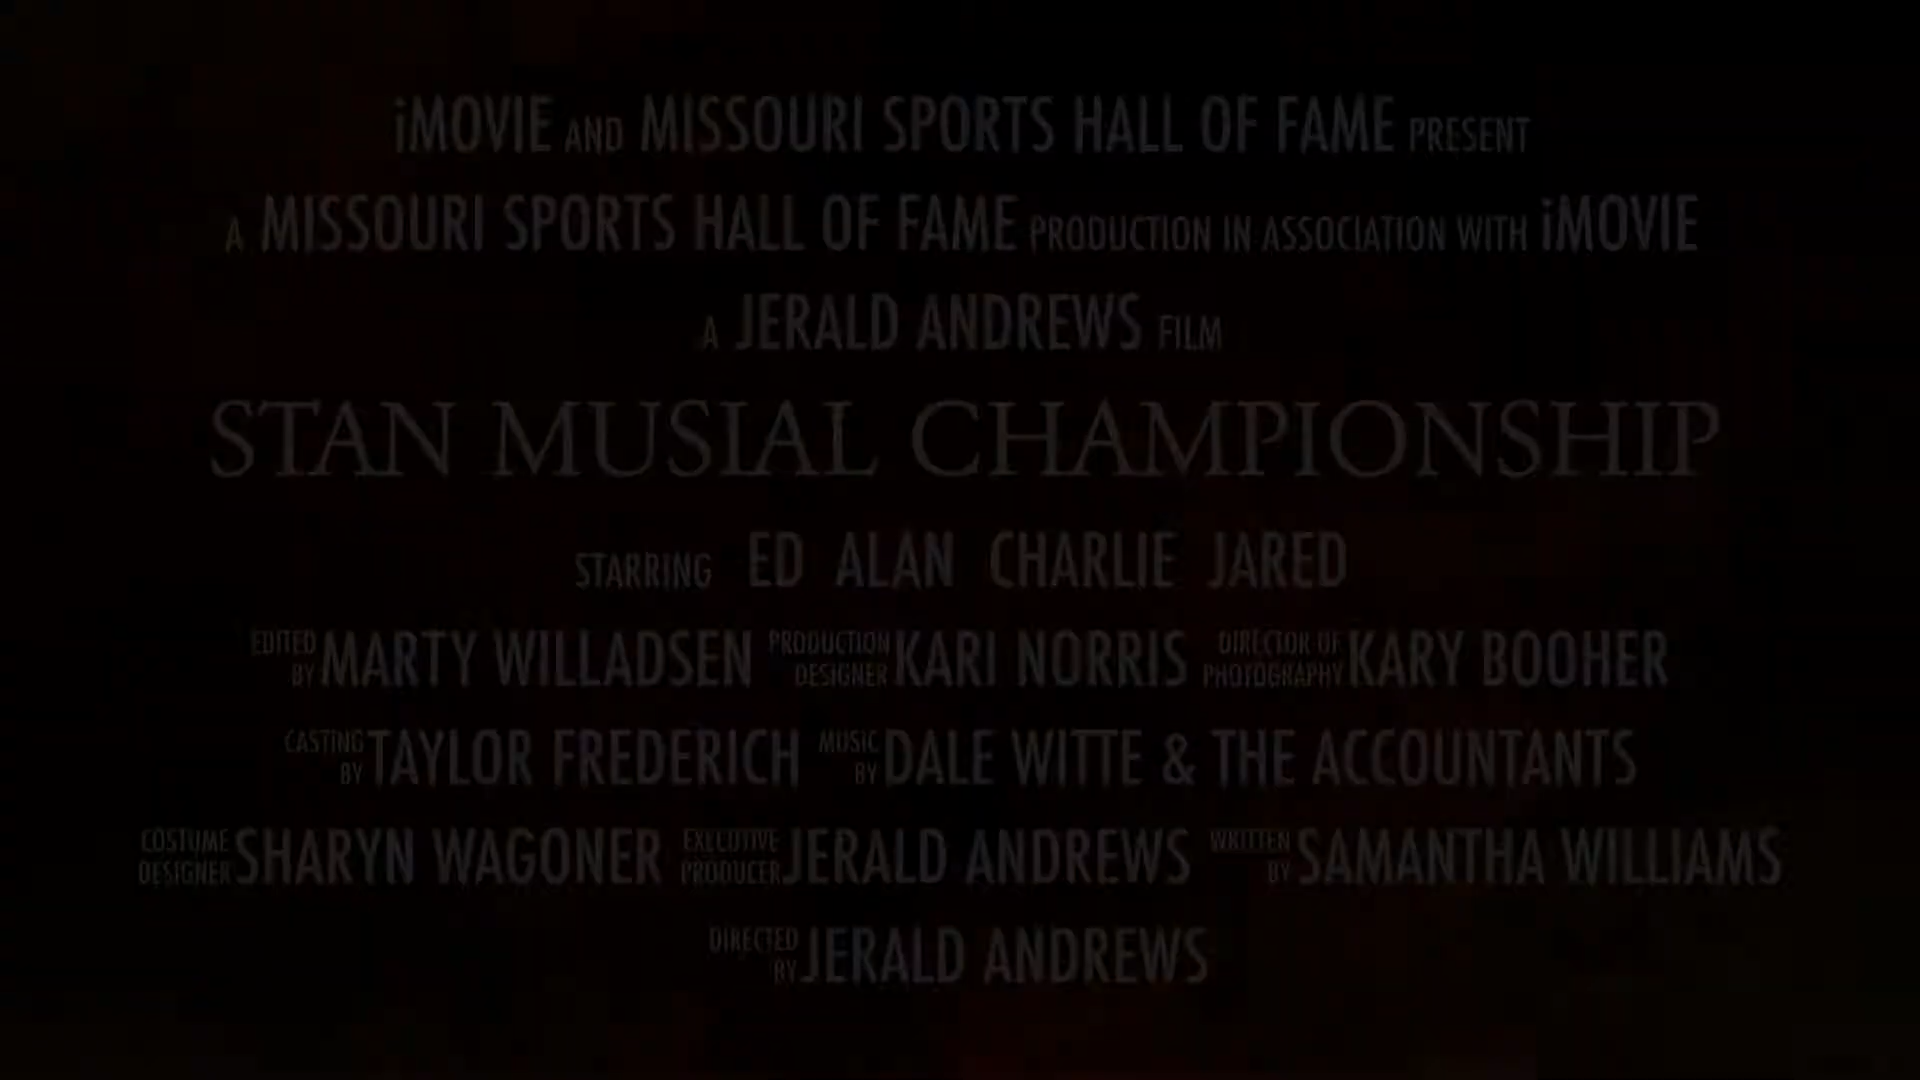 iMOVIE AND MISSOURI SPORTS HALL OF FAME PRESENT
A MISSOURI SPORTS HALL OF FAME PRODUCTION IN ASSOCIATION WITH iMOVIE
A JERALD ANDREWS FILM
STAN MUSIAL CHAMPIONSHIP
STARRING ED ALAN CHARLIE JARED
EDITED BY MARTY WILLADSEN PRODUCTION DESIGNER KARI NORRIS DIRECTOR OF PHOTOGRAPHY KARY BOOHER
CASTING BY TAYLOR FREDERICH MUSIC BY DALE WITTE & THE ACCOUNTANTS
COSTUME DESIGNER SHARYN WAGONER EXECUTIVE PRODUCER JERALD ANDREWS WRITTEN BY SAMANTHA WILLIAMS
DIRECTED BY JERALD ANDREWS